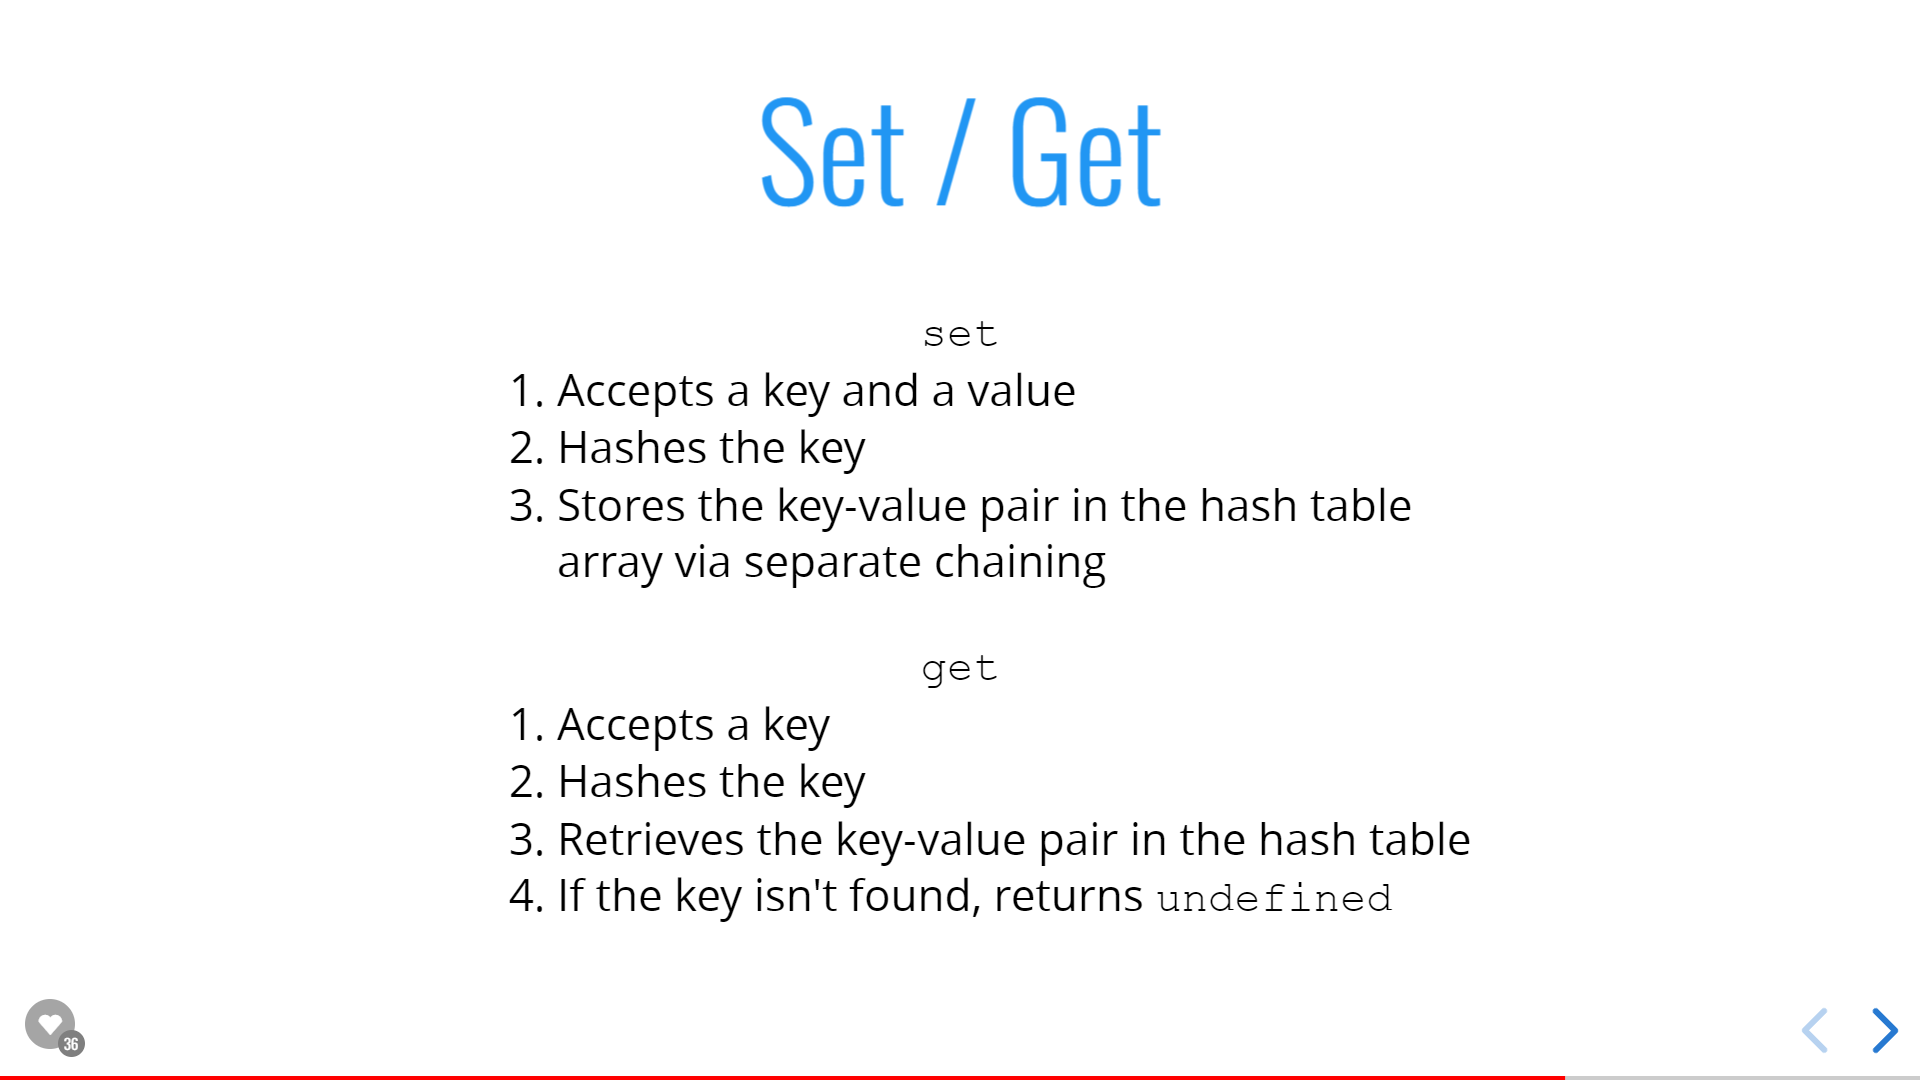 Set / Get
set
1. Accepts a key and a value
2. Hashes the key
3. Stores the key-value pair in the hash table
array via separate chaining
get
1. Accepts a key
2. Hashes the key
3. Retrieves the key-value pair in the hash table
4. If the key isn't found, returns undefined
36